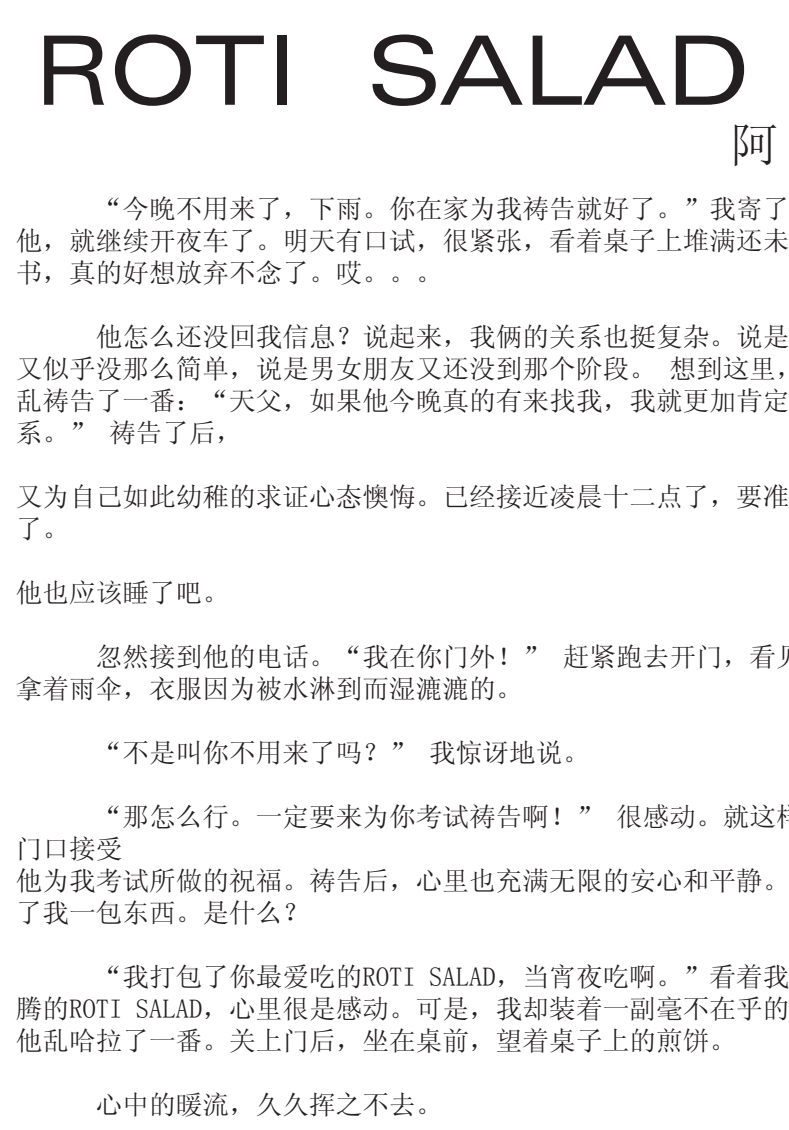 ROTI SALAD
阿
“今晚不用来了，下雨。你在家为我祷告就好了。”我寄了
他，就继续开夜车了。明天有口试，很紧张，看着桌子上堆满还未
书，真的好想放弃不念了。哎。。。
他怎么还没回我信息？说起来，我俩的关系也挺复杂。说是
又似乎没那么简单，说是男女朋友又还没到那个阶段。 想到这里，
乱祷告了一番：“天父，如果他今晚真的有来找我，我就更加肯定
系。” 祷告了后，
又为自己如此幼稚的求证心态懊悔。已经接近凌晨十二点了，要准
了。
他也应该睡了吧。
忽然接到他的电话。“我在你门外！” 赶紧跑去开门，看
拿着雨伞，衣服因为被水淋到而湿漉漉的。
“不是叫你不用来了吗？” 我惊讶地说。
“那怎么行。一定要来为你考试祷告啊！” 很感动。就这样
门口接受
他为我考试所做的祝福。祷告后，心里也充满无限的安心和平静。
了我一包东西。是什么？
“我打包了你最爱吃的ROTI SALAD，当宵夜吃啊。”看着我
腾的ROTI SALAD，心里很是感动。可是，我却装着一副毫不在乎的
他乱哈拉了一番。关上门后，坐在桌前，望着桌子上的煎饼。
心中的暖流，久久挥之不去。